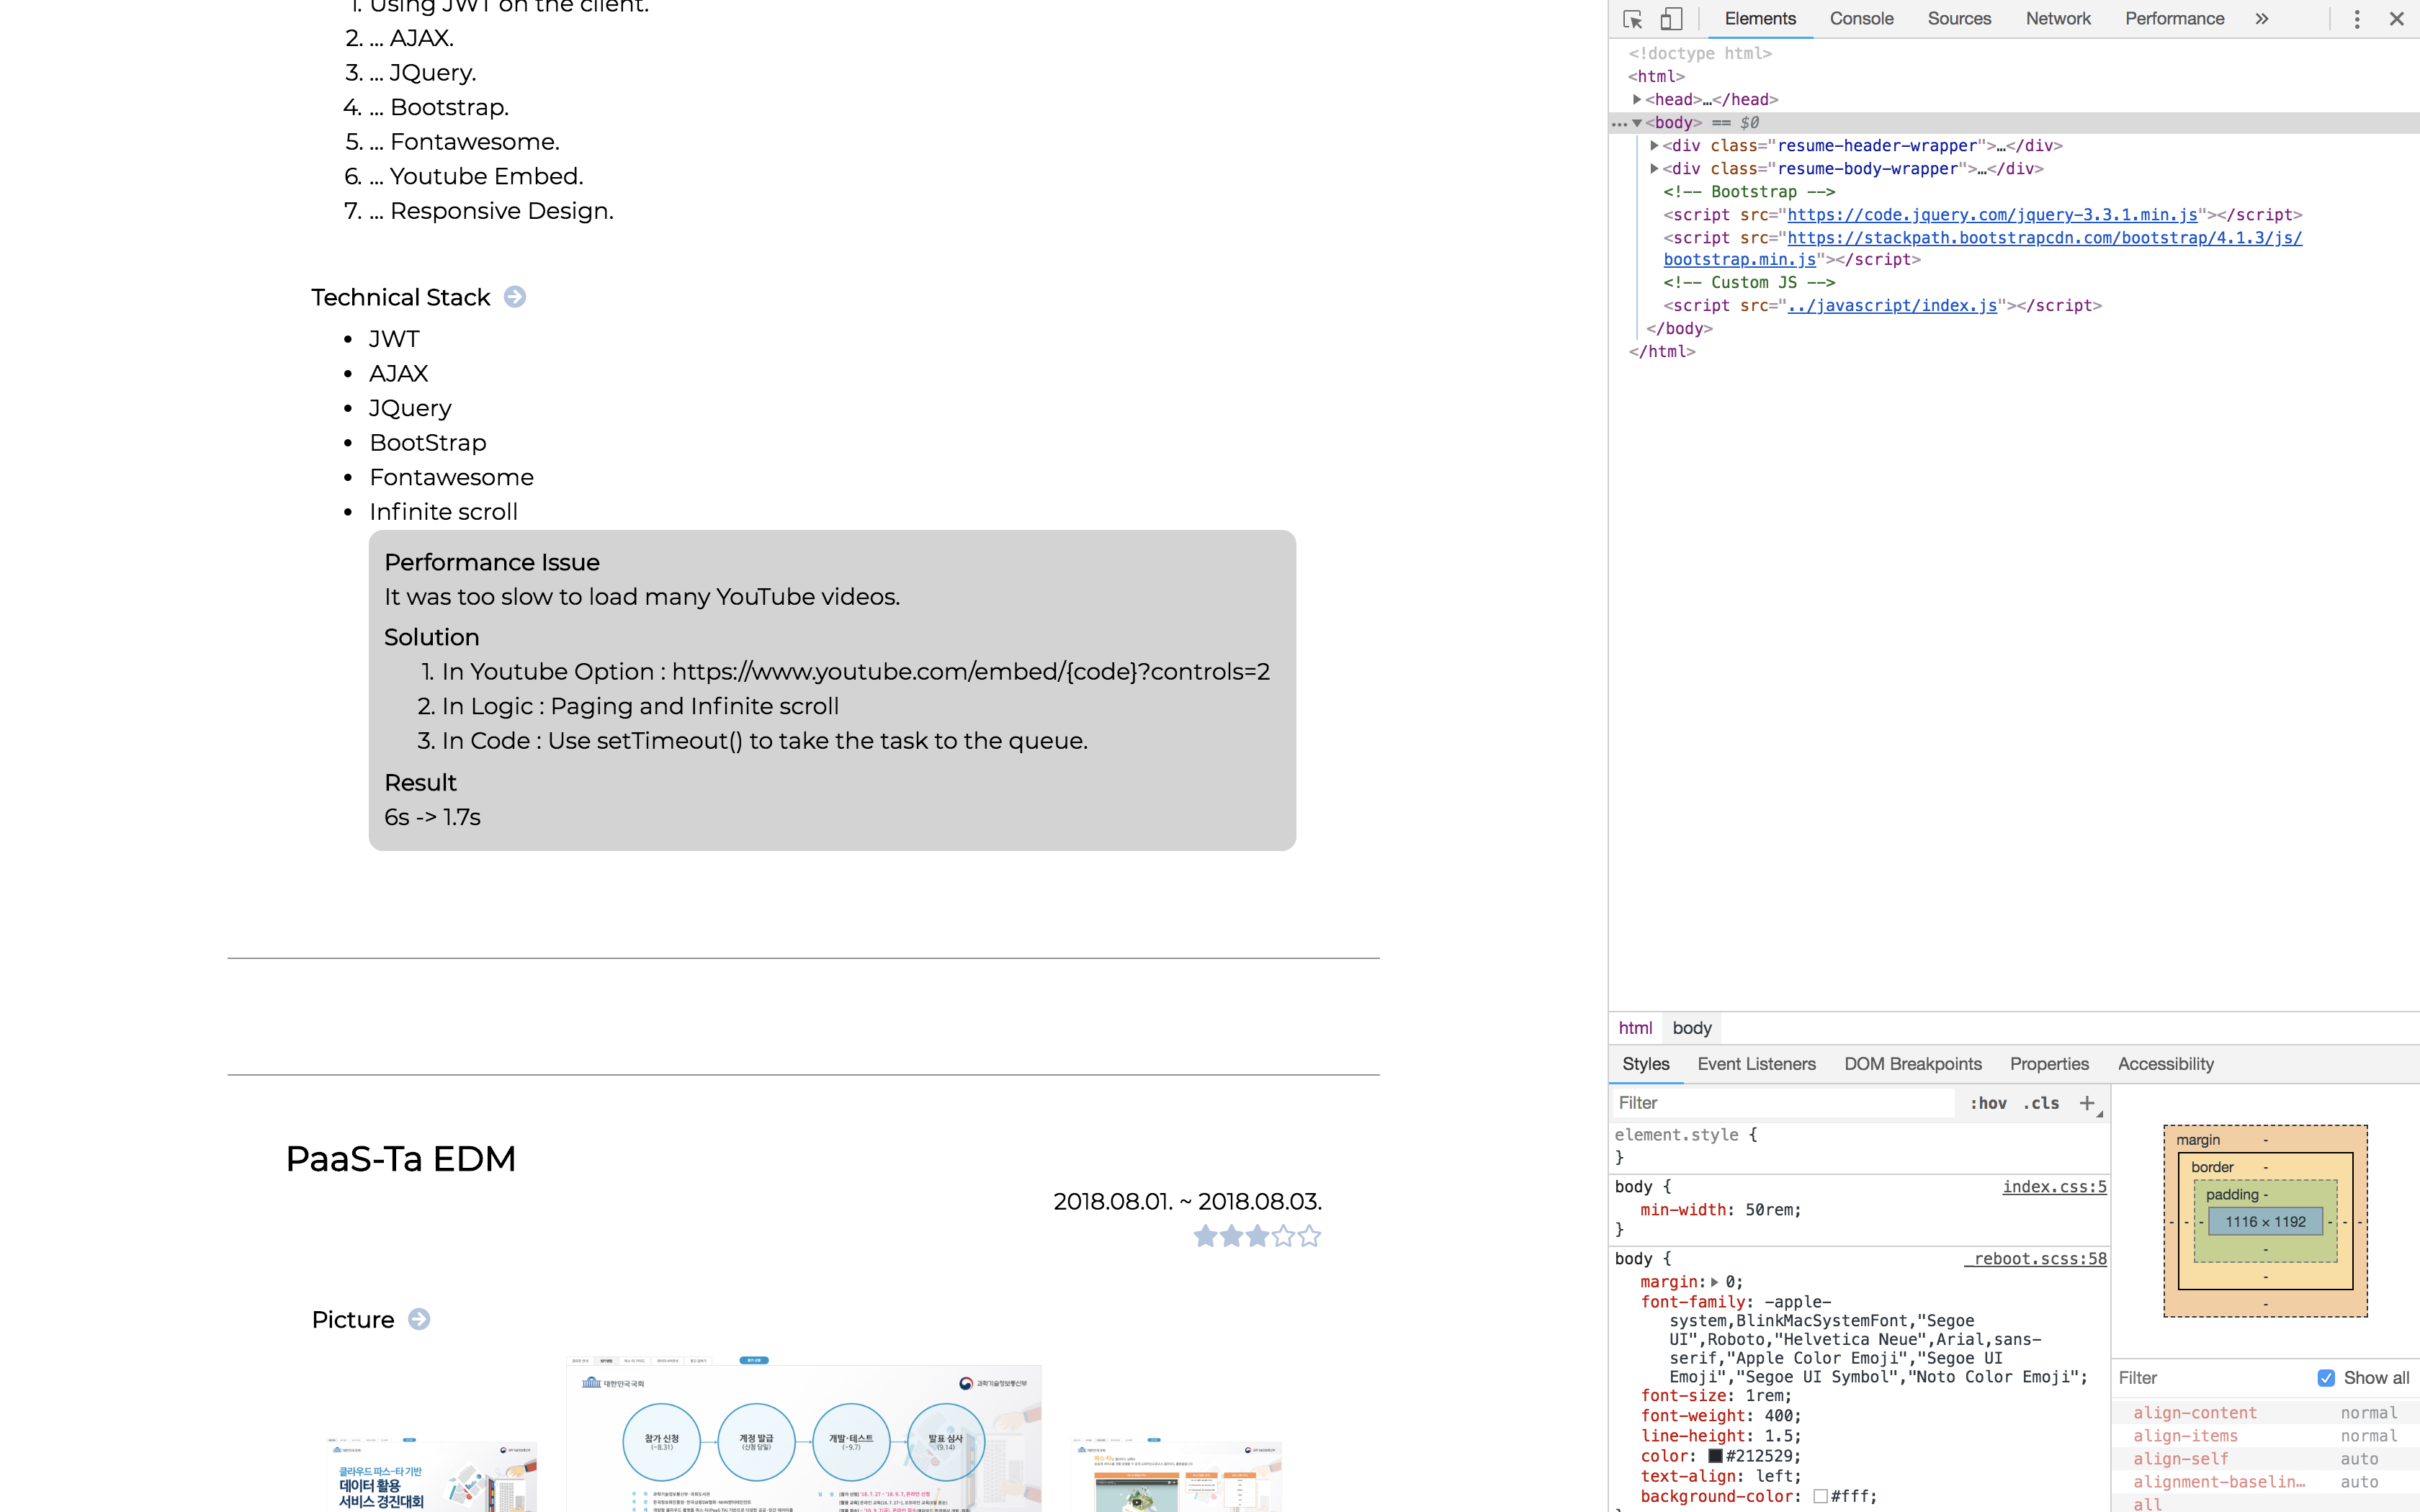 1. Using JWT on the client.
2. ... AJAX.
3. ... JQuery.
4. ... Bootstrap.
5. ... Fontawesome.
6. ... Youtube Embed.
7. ... Responsive Design.
Technical Stack
• JWT
• AJAX
• JQuery
• BootStrap
• Fontawesome
• Infinite scroll
Performance Issue
It was too slow to load many YouTube videos.
Solution
1. In Youtube Option : https://www.youtube.com/embed/{code}?controls=2
2. In Logic : Paging and Infinite scroll
3. In Code : Use setTimeout() to take the task to the queue.
Result
6s -> 1.7s
PaaS-Ta EDM
2018.08.01. ~ 2018.08.03.
Picture
대한민국국회
과학기술정보통신부
참가 신청
(~8.31)
계정 발급
(신청 당일)
개발·테스트
(~9.7)
발표 심사
(9.14)
클라우드 파스-타 기반
데이터 활용
서비스 경진대회
Elements Console Sources Network Performance »
<!doctype html>
<html>
<head>…</head>
… <body> == $0
<div class="resume-header-wrapper">…</div>
<div class="resume-body-wrapper">…</div>
<!-- Bootstrap -->
<script src="https://code.jquery.com/jquery-3.3.1.min.js"></script>
<script src="https://stackpath.bootstrapcdn.com/bootstrap/4.1.3/js/
bootstrap.min.js"></script>
<!-- Custom JS -->
<script src="../javascript/index.js"></script>
</body>
</html>
html body
Styles Event Listeners DOM Breakpoints Properties Accessibility
Filter :hov .cls +
element.style {
}
body { index.css:5
min-width: 50rem;
}
body { _reboot.scss:58
margin: 0;
font-family: -apple-
system,BlinkMacSystemFont,"Segoe
UI",Roboto,"Helvetica Neue",Arial,sans-
serif,"Apple Color Emoji","Segoe UI
Emoji","Segoe UI Symbol","Noto Color Emoji";
font-size: 1rem;
font-weight: 400;
line-height: 1.5;
color: #212529;
text-align: left;
background-color: #fff;
margin -
border -
padding -
- - - 1116 × 1192 - - -
-
-
-
Filter Show all
align-content normal
align-items normal
align-self auto
alignment-baselin… auto
all